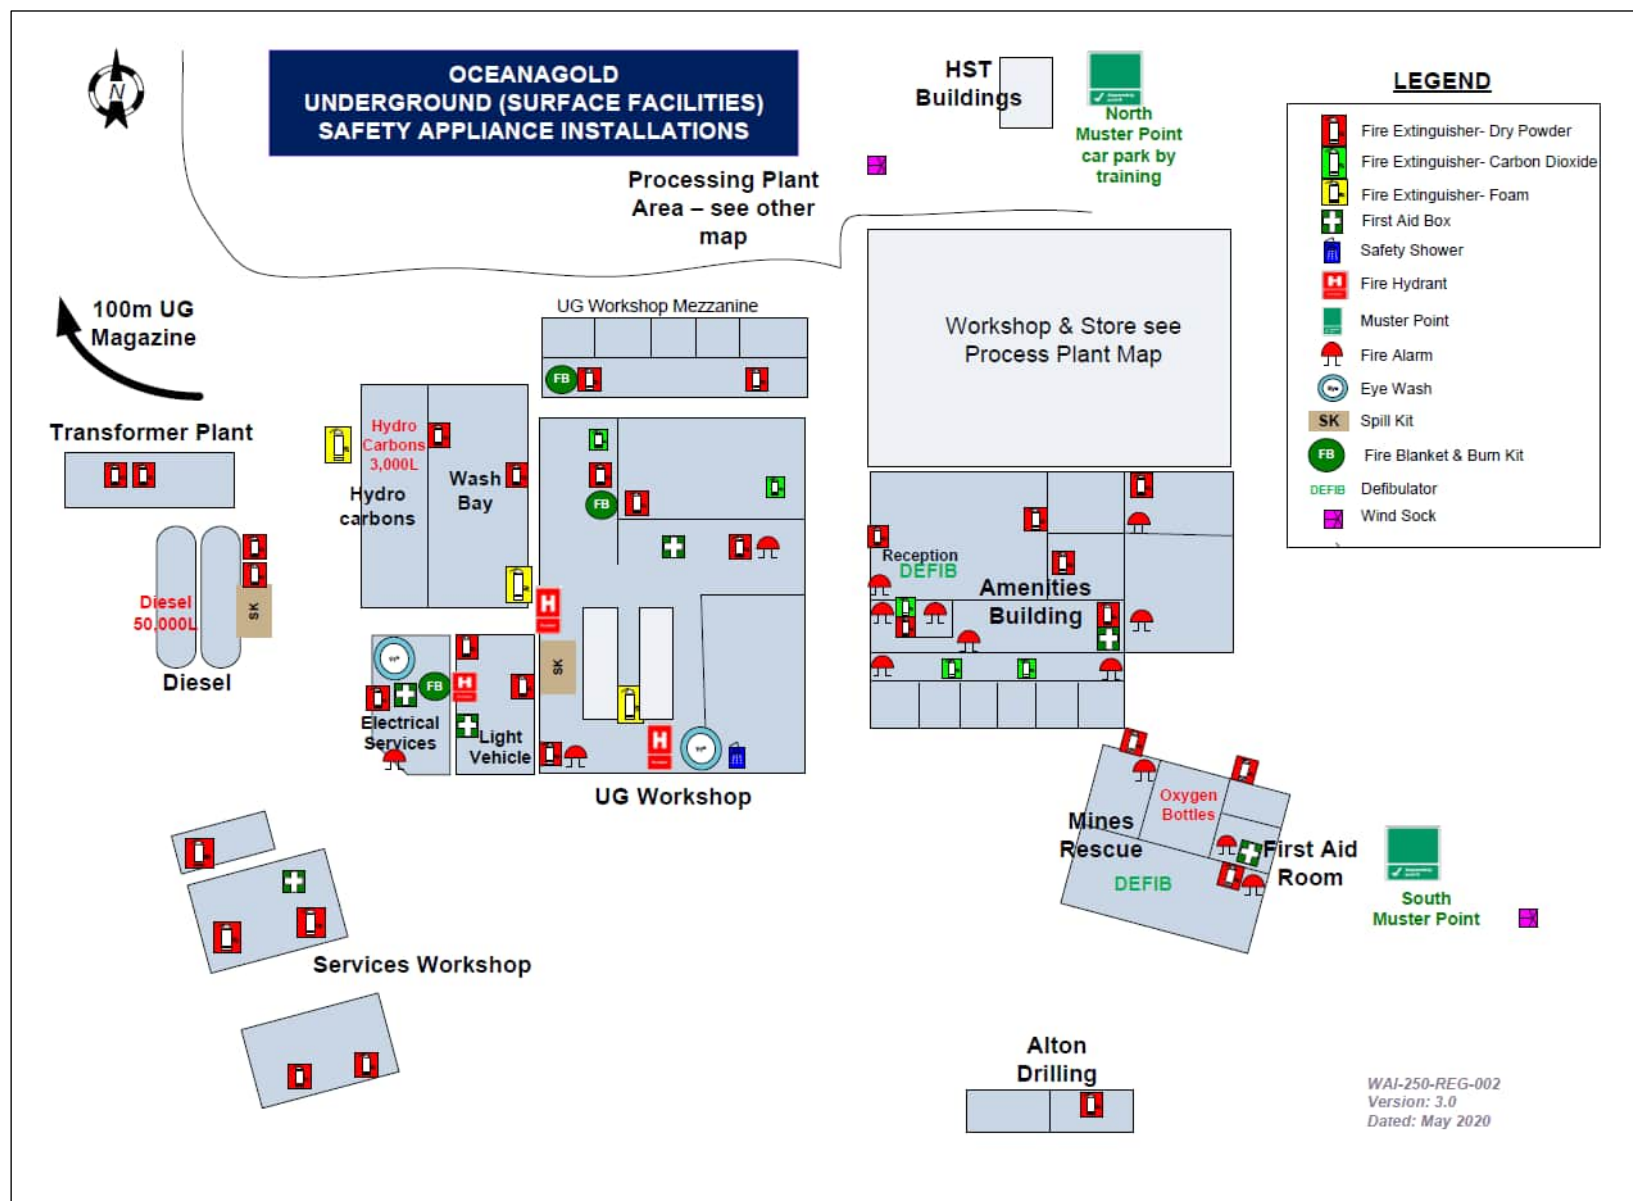 OCEANAGOLD
UNDERGROUND (SURFACE FACILITIES)
SAFETY APPLIANCE INSTALLATIONS
N
HST
Buildings
North
Muster Point
car park by
training
Processing Plant
Area – see other
map
LEGEND
Fire Extinguisher- Dry Powder
Fire Extinguisher- Carbon Dioxide
Fire Extinguisher- Foam
First Aid Box
Safety Shower
H Fire Hydrant
Muster Point
Fire Alarm
Eye Eye Wash
SK Spill Kit
FB Fire Blanket & Burn Kit
DEFIB Defibulator
Wind Sock
100m UG
Magazine
UG Workshop Mezzanine
FB
Workshop & Store see
Process Plant Map
Transformer Plant
Hydro
Carbons
3,000L
Hydro
carbons
Wash
Bay
FB
Reception
DEFIB
Amenities
Building
Diesel
50,000L
SK
Diesel
H
SK
Eye
FB
H
Electrical
Services
Light
Vehicle
H
Eye
UG Workshop
Mines
Rescue
Oxygen
Bottles
DEFIB
First Aid
Room
South
Muster Point
Services Workshop
Alton
Drilling
WAI-250-REG-002
Version: 3.0
Dated: May 2020